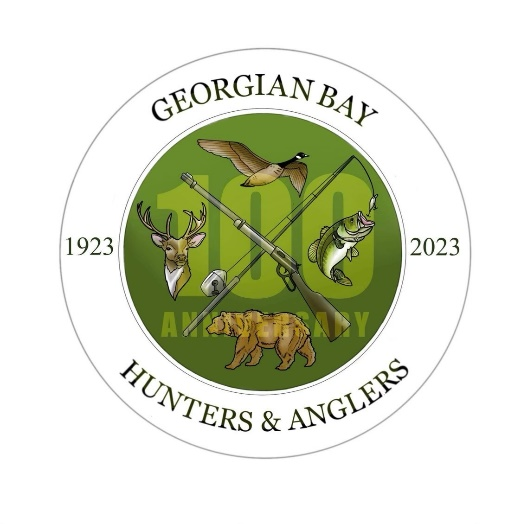 GEORGIAN BAY
100
1923
2023
ANNIVERSARY
HUNTERS & ANGLERS